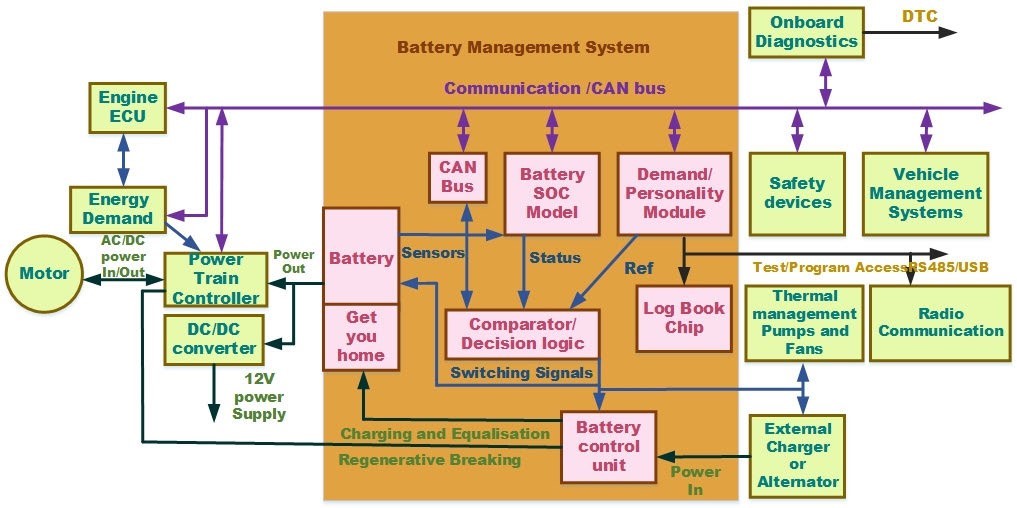 Onboard
Diagnostics
DTC
Battery Management System
Communication /CAN bus
Engine
ECU
CAN
Bus
Battery
SOC
Model
Demand/
Personality
Module
Safety
devices
Vehicle
Management
Systems
Energy
Demand
AC/DC
power
In/Out
Motor
Power
Train
Controller
Power
Out
Battery
Sensors
Status
Ref
Test/Program AccessRS485/USB
Get
you
home
Comparator/
Decision logic
Log Book
Chip
Thermal
management
Pumps and
Fans
Radio
Communication
DC/DC
converter
12V
power
Supply
Switching Signals
Charging and Equalisation
Regenerative Breaking
Battery
control
unit
Power
In
External
Charger
or
Alternator